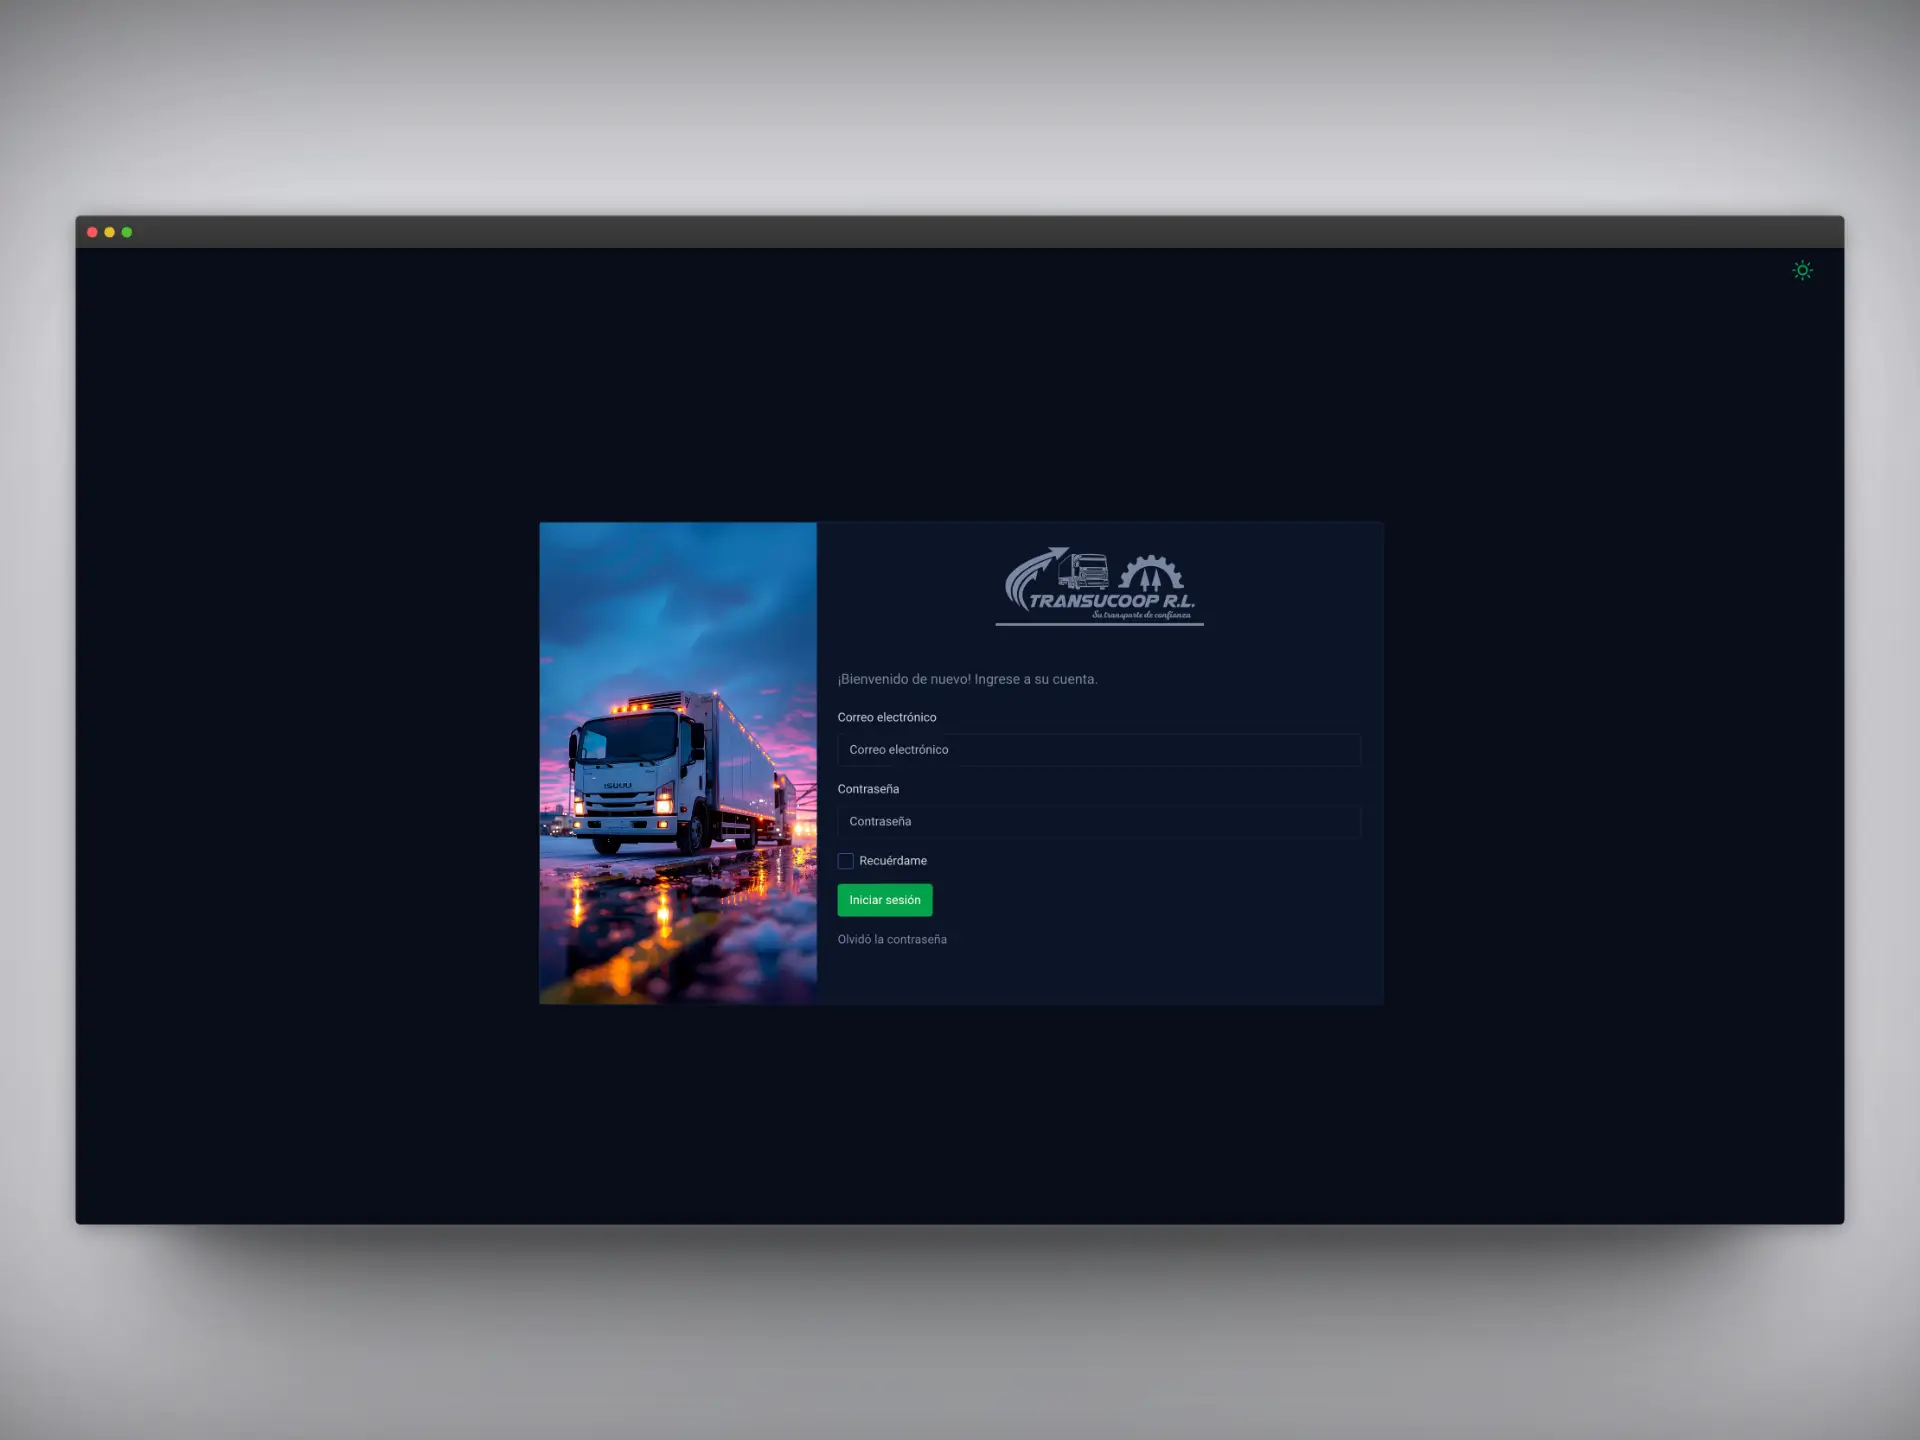 TRANSUCOOP R.L.
Su transporte de confianza
¡Bienvenido de nuevo! Ingrese a su cuenta.
Correo electrónico
Correo electrónico
Contraseña
Contraseña
Recuérdame
Iniciar sesión
Olvidó la contraseña
ISUZU